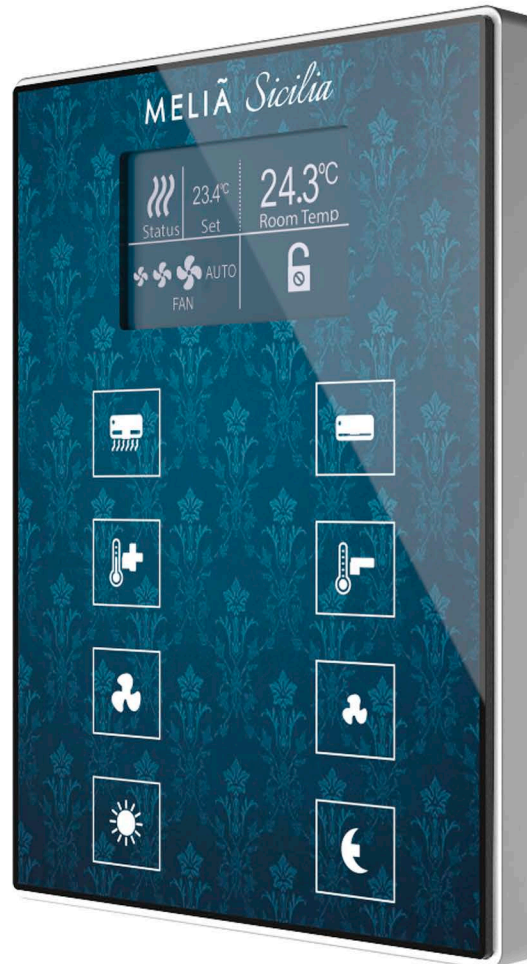 MELIÃ Sicilia
23.4°C
24.3°C
Status
Set
Room Temp
AUTO
FAN